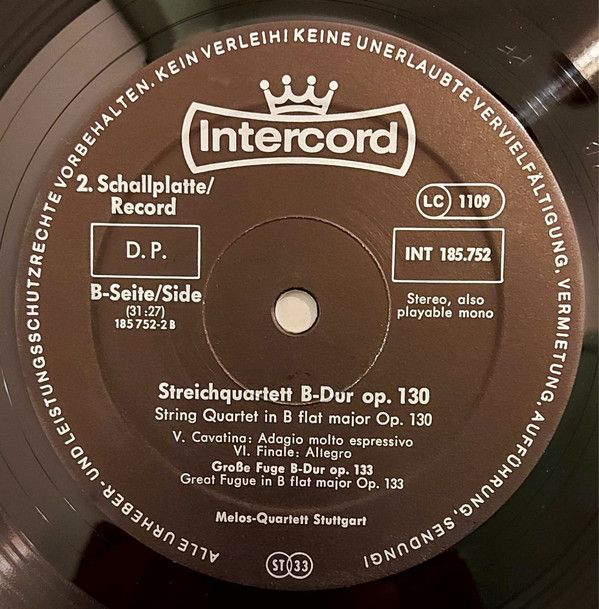 ALLE URHEBER- UND LEISTUNGSSCHUTZRECHTE VORBEHALTEN. KEIN VERLEIH! KEINE UNERLAUBTE VERVIELFÄLTIGUNG, VERMIETUNG, AUFFÜHRUNG, SENDUNG!
Intercord
2. Schallplatte/
Record
LC 1109
D. P.
INT 185.752
B-Seite/Side
(31:27)
185 752-2 B
Stereo, also
playable mono
Streichquartett B-Dur op. 130
String Quartet in B flat major Op. 130
V. Cavatina: Adagio molto espressivo
VI. Finale: Allegro
Große Fuge B-Dur op. 133
Great Fugue in B flat major Op. 133
Melos-Quartett Stuttgart
ST 33